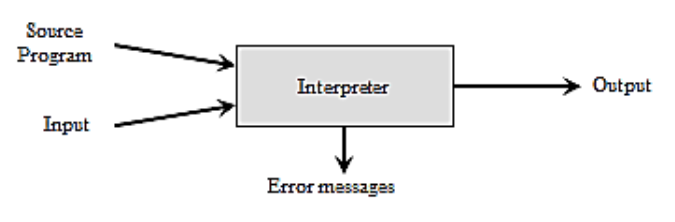 Source
Program
Interpreter
Output
Input
Error messages